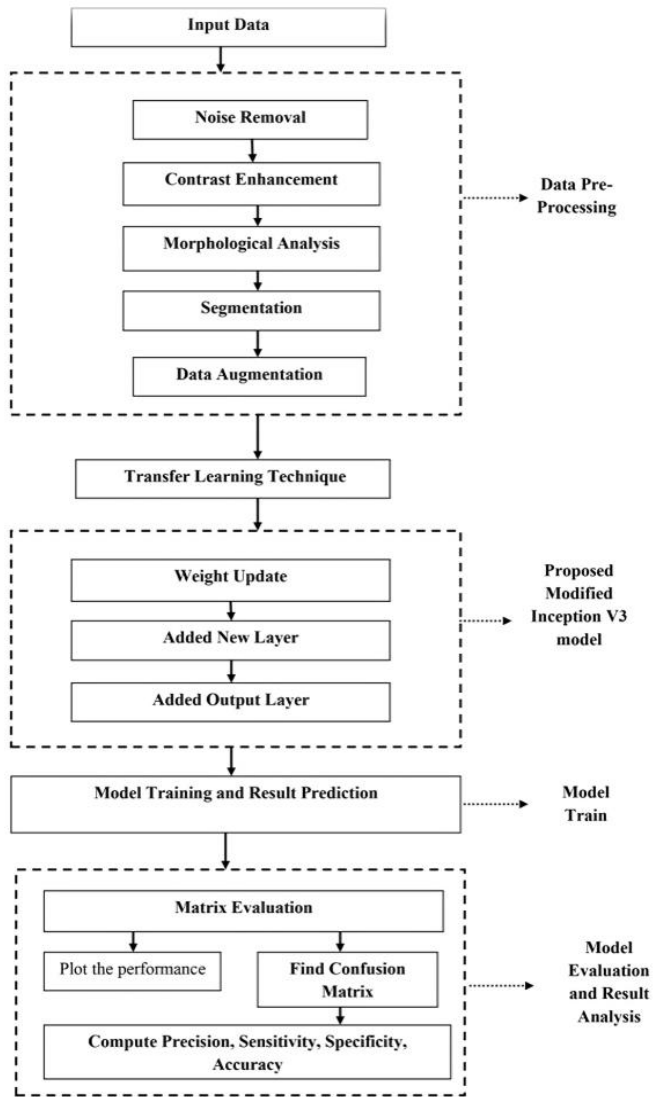 Input Data
Noise Removal
Contrast Enhancement
Morphological Analysis
Segmentation
Data Augmentation
Data Pre-
Processing
Transfer Learning Technique
Weight Update
Added New Layer
Added Output Layer
Proposed
Modified
Inception V3
model
Model Training and Result Prediction
Model
Train
Matrix Evaluation
Plot the performance
Find Confusion
Matrix
Compute Precision, Sensitivity, Specificity,
Accuracy
Model
Evaluation
and Result
Analysis